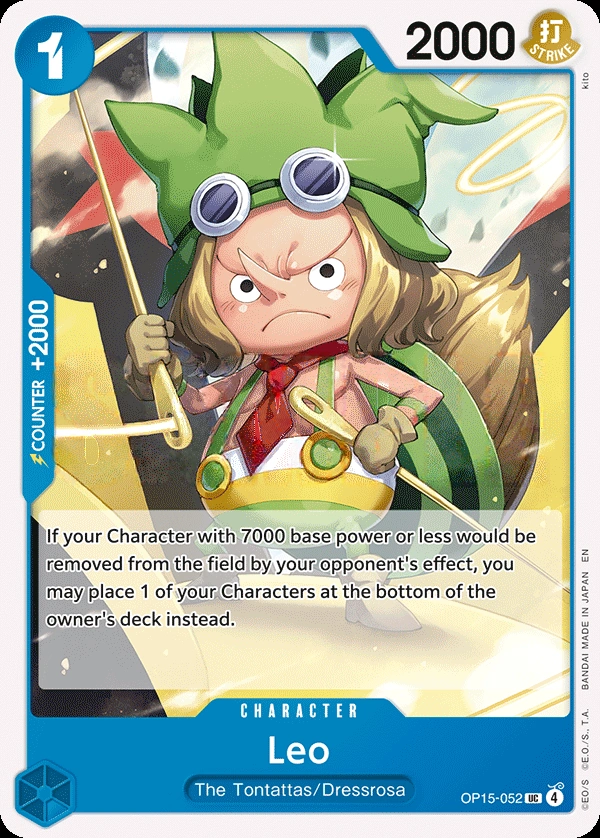 1
2000
打
STRIKE
kito
COUNTER +2000
If your Character with 7000 base power or less would be
removed from the field by your opponent's effect, you
may place 1 of your Characters at the bottom of the
owner's deck instead.
CHARACTER
Leo
The Tontattas/Dressrosa
OP15-052 UC 4
©EO/S ©E.O./S., T.A. BANDAI MADE IN JAPAN EN